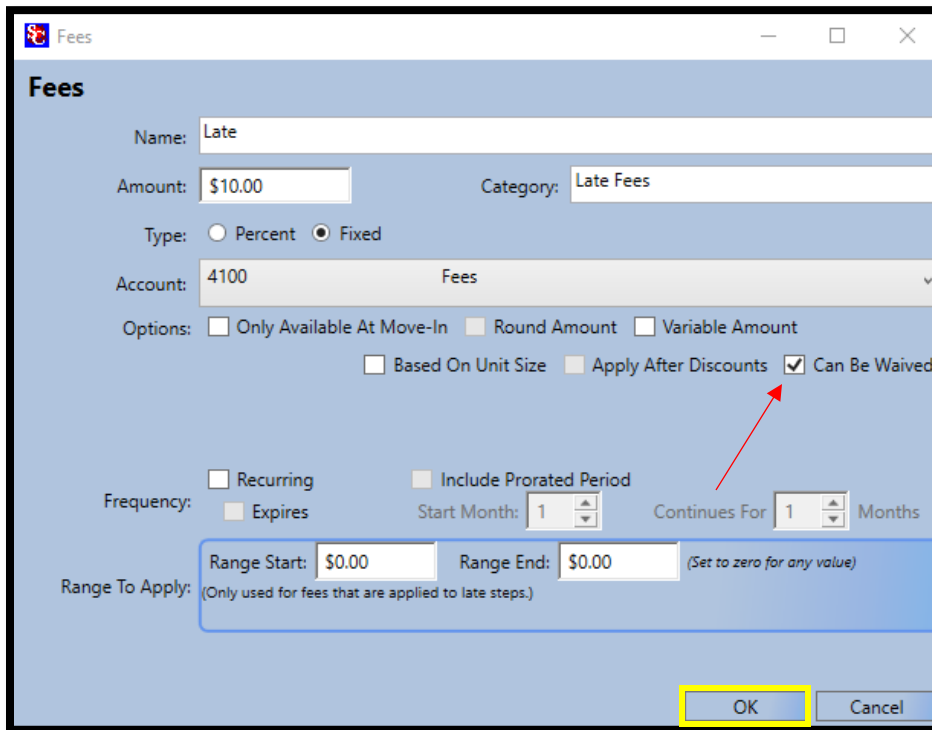 SC Fees
Fees
Name: Late
Amount: $10.00 Category: Late Fees
Type: Percent Fixed
Account: 4100 Fees
Options: Only Available At Move-In Round Amount Variable Amount
Based On Unit Size Apply After Discounts Can Be Waived
Recurring Include Prorated Period
Frequency:
Expires Start Month: 1 Continues For 1 Months
Range Start: $0.00 Range End: $0.00 (Set to zero for any value)
Range To Apply:
(Only used for fees that are applied to late steps.)
OK Cancel